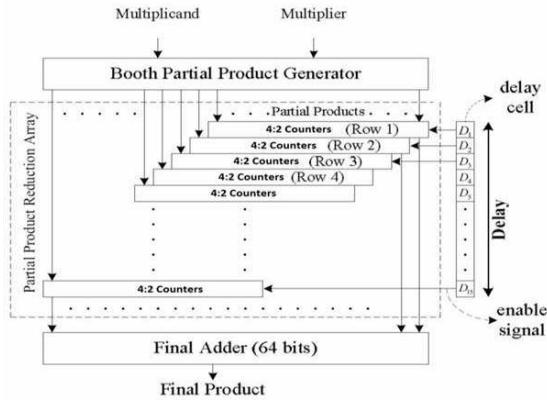 Multiplicand Multiplier
Booth Partial Product Generator
delay
cell
Partial Products
4:2 Counters (Row 1) D1
4:2 Counters (Row 2) D2
4:2 Counters (Row 3) D3
4:2 Counters (Row 4) D4
4:2 Counters D5
Partial Product Reduction Array
Delay
4:2 Counters
enable
signal
Final Adder (64 bits)
Final Product